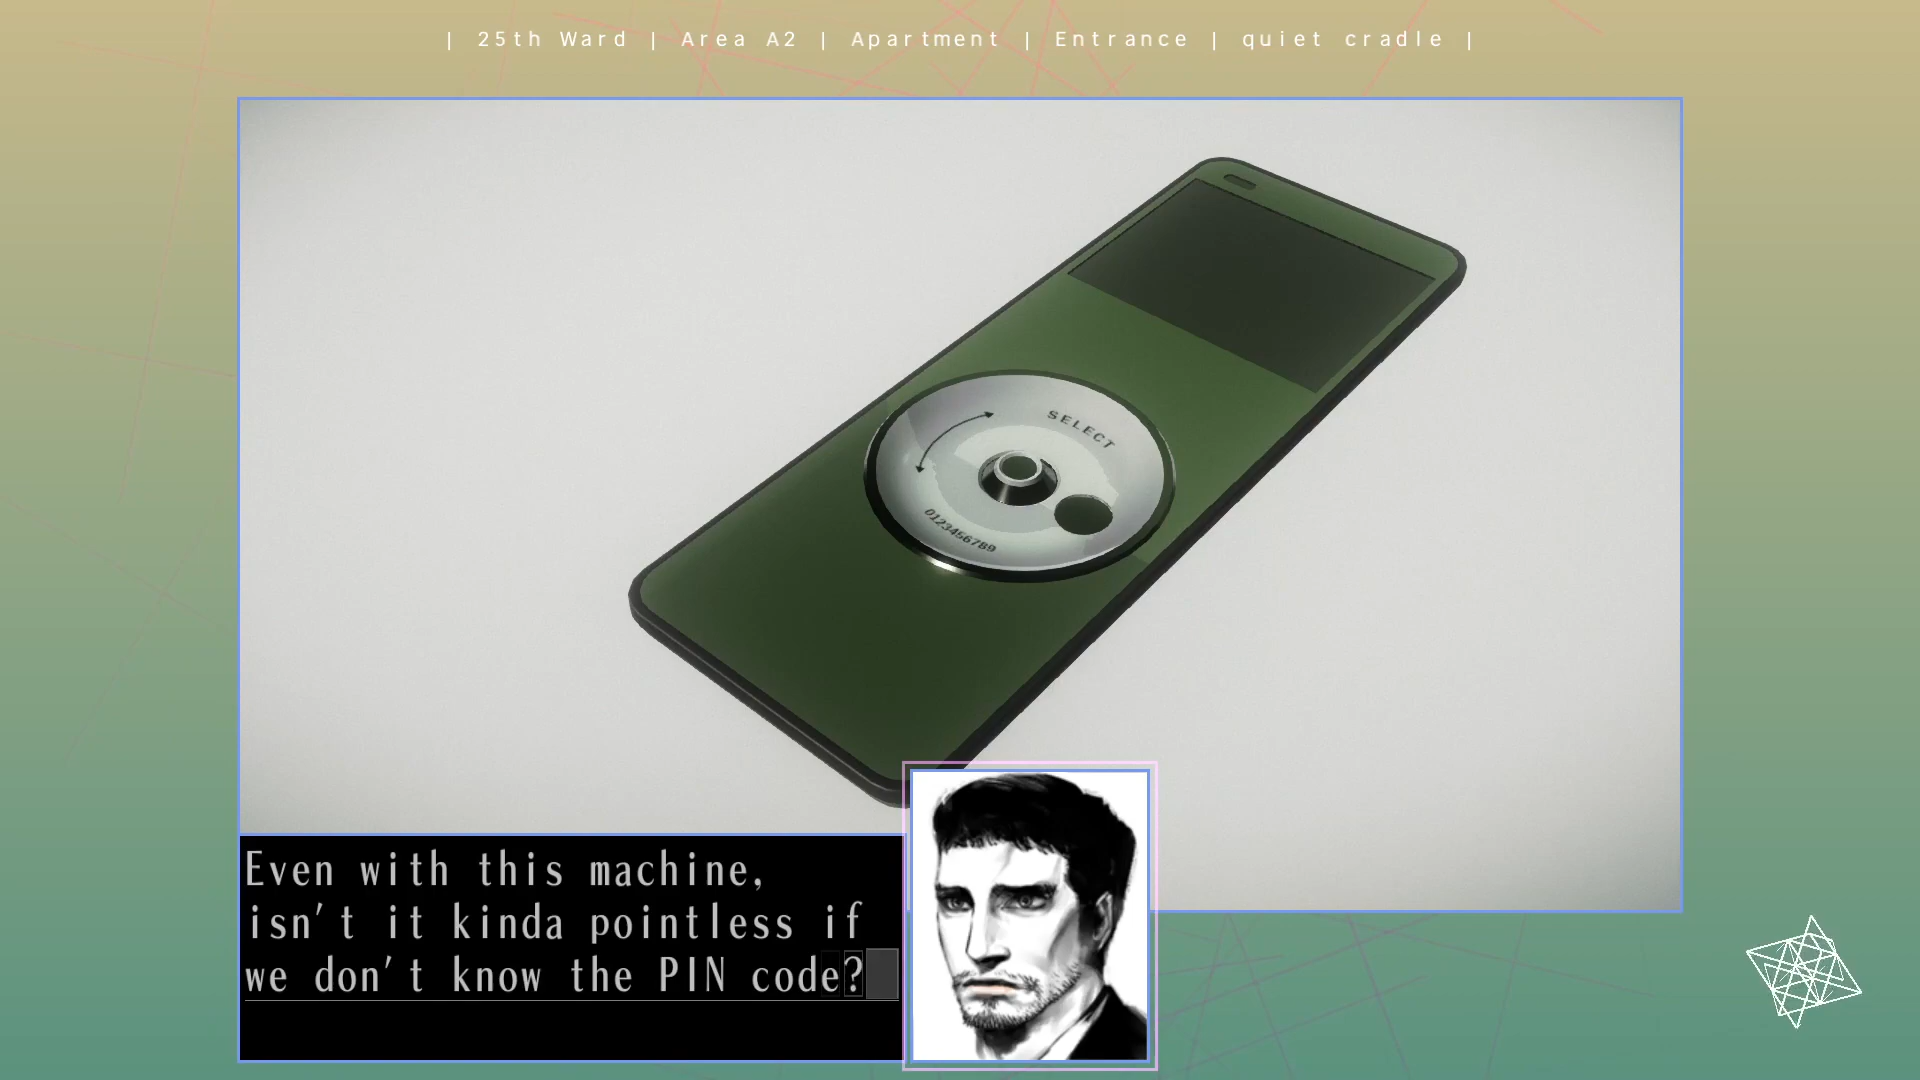 | 25th Ward | Area A2 | Apartment | Entrance | quiet cradle |
SELECT
0123456789
Even with this machine,
isn't it kinda pointless if
we don't know the PIN code?